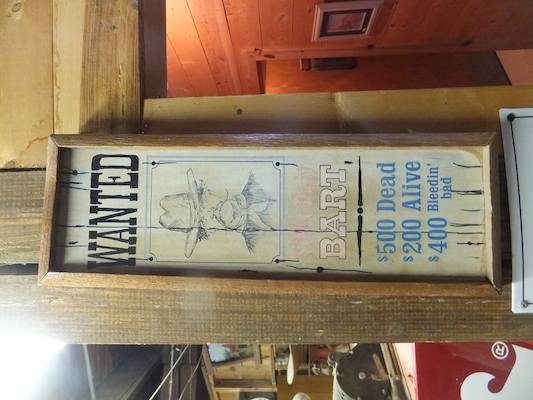 WANTED
BART
$500 Dead
$200 Alive
$400 Bleedin'
bad
®